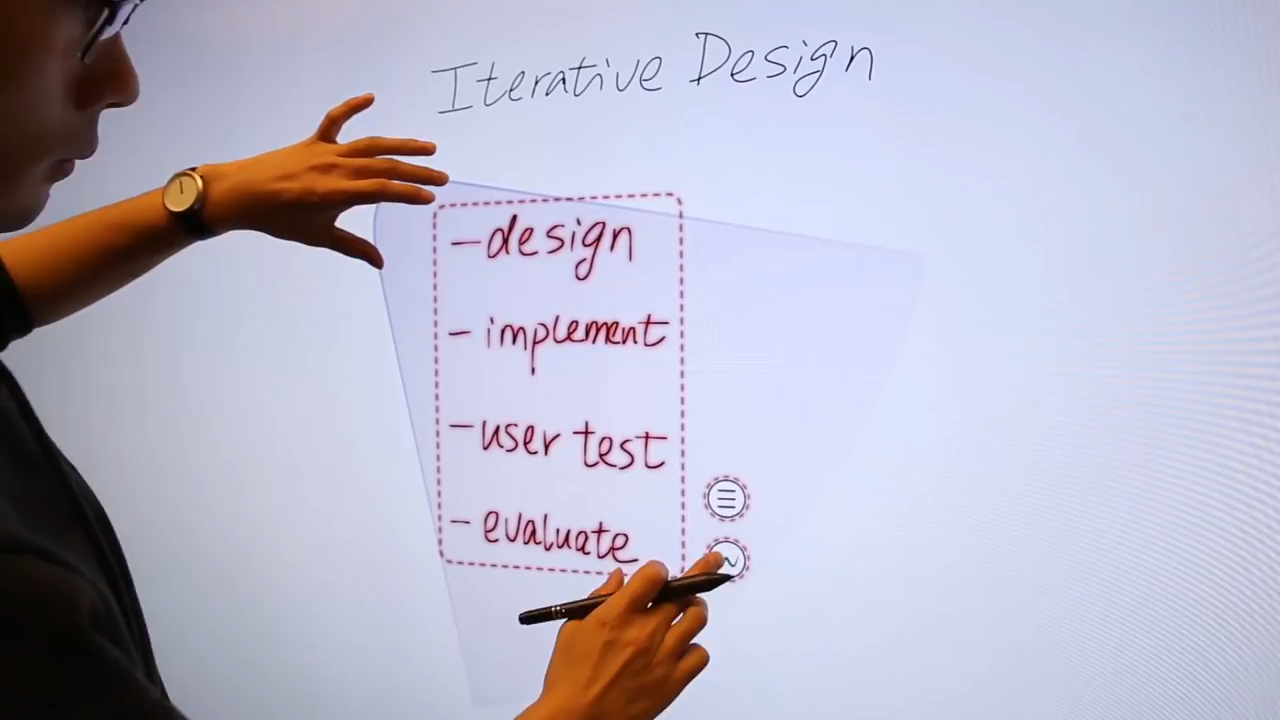 Iterative Design
- design
- implement
- user test
- evaluate